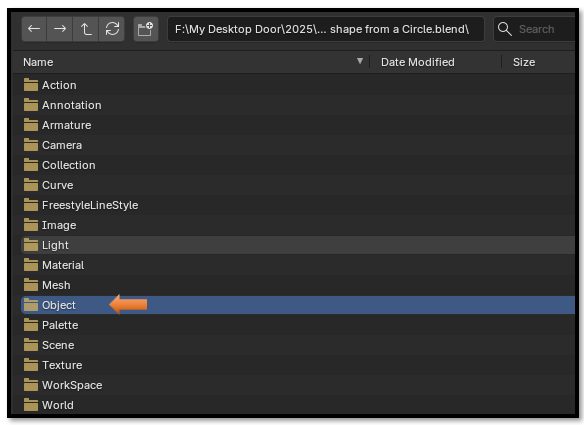 F:\My Desktop Door\2025\... shape from a Circle.blend\ Search
Name Date Modified Size
Action
Annotation
Armature
Camera
Collection
Curve
FreestyleLineStyle
Image
Light
Material
Mesh
Object
Palette
Scene
Texture
WorkSpace
World